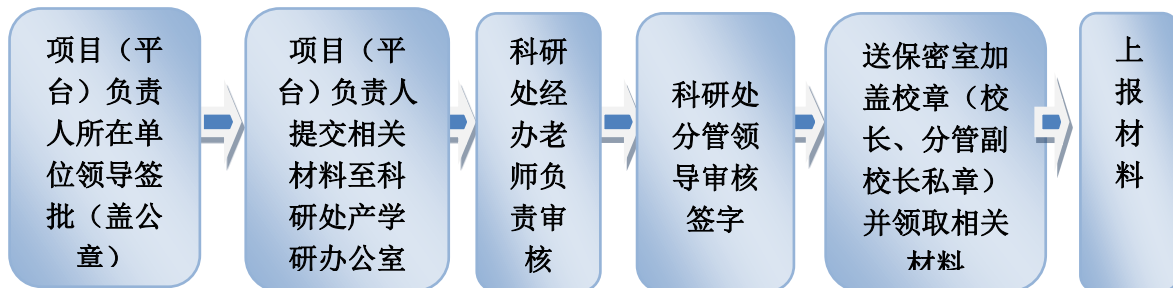 项目（平
台）负责
人所在单
位领导签
批（盖公
章）
项目（平
台）负责人
提交相关
材料至科
研处产学
研办公室
科研
处经
办老
师负
责审
核
科研处
分管领
导审核
签字
送保密室加
盖校章（校
长、分管副
校长私章）
并领取相关
材料
上
报
材
料